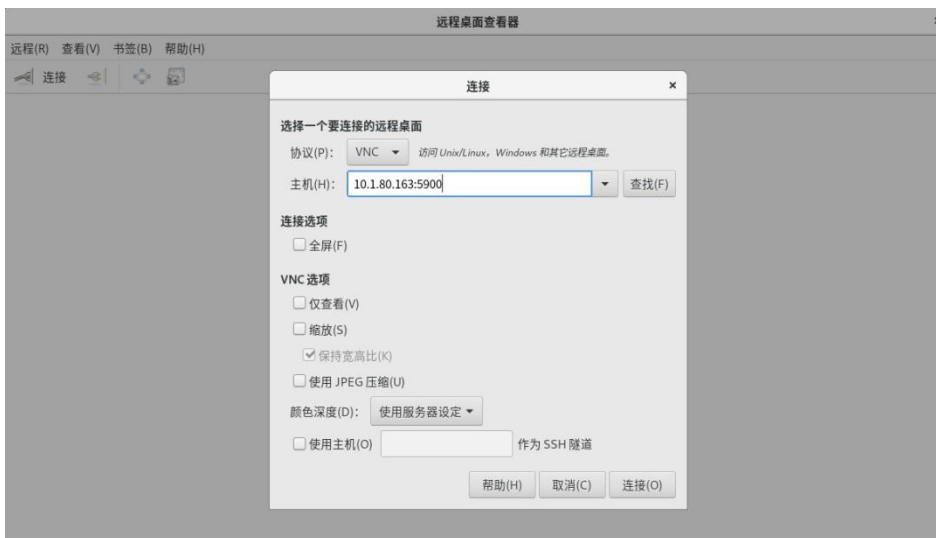 远程桌面查看器
远程(R) 查看(V) 书签(B) 帮助(H)
连接
连接
选择一个要连接的远程桌面
协议(P)： VNC 访问 Unix/Linux，Windows 和其它远程桌面。
主机(H)： 10.1.80.163:5900 查找(F)
连接选项
全屏(F)
VNC 选项
仅查看(V)
缩放(S)
保持宽高比(K)
使用 JPEG 压缩(U)
颜色深度(D)： 使用服务器设定
使用主机(O) 作为 SSH 隧道
帮助(H) 取消(C) 连接(O)